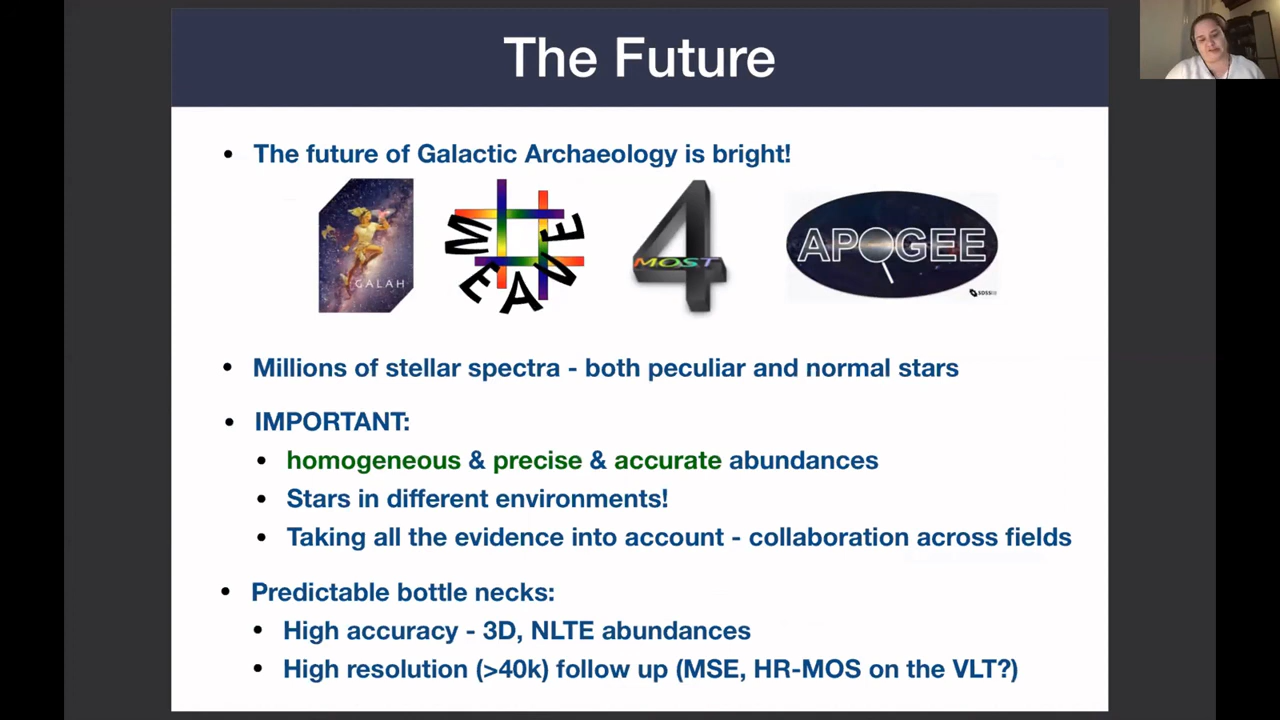 The Future
The future of Galactic Archaeology is bright!
GALAH
WEAVE
4
MOST
APOGEE
Millions of stellar spectra - both peculiar and normal stars
IMPORTANT:
homogeneous & precise & accurate abundances
Stars in different environments!
Taking all the evidence into account - collaboration across fields
Predictable bottle necks:
High accuracy - 3D, NLTE abundances
High resolution (>40k) follow up (MSE, HR-MOS on the VLT?)